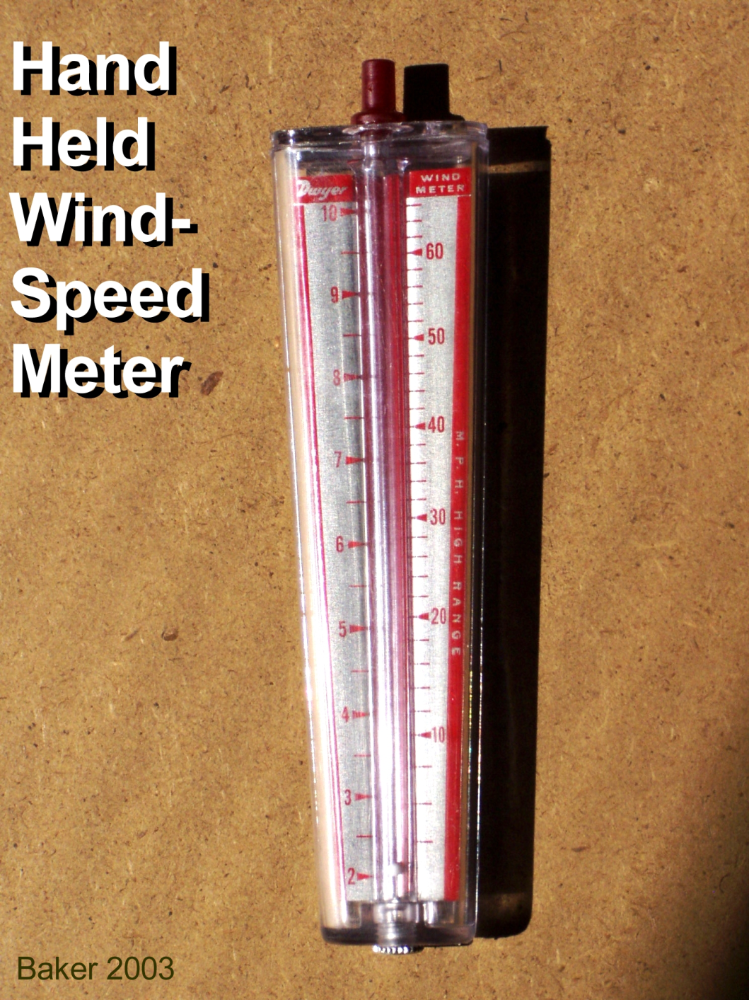 Hand
Held
Wind-
Speed
Meter
Dwyer
WIND
METER
10
9
8
7
6
5
4
3
2
60
50
40
30
20
10
M.P.H. HIGH RANGE
Baker 2003